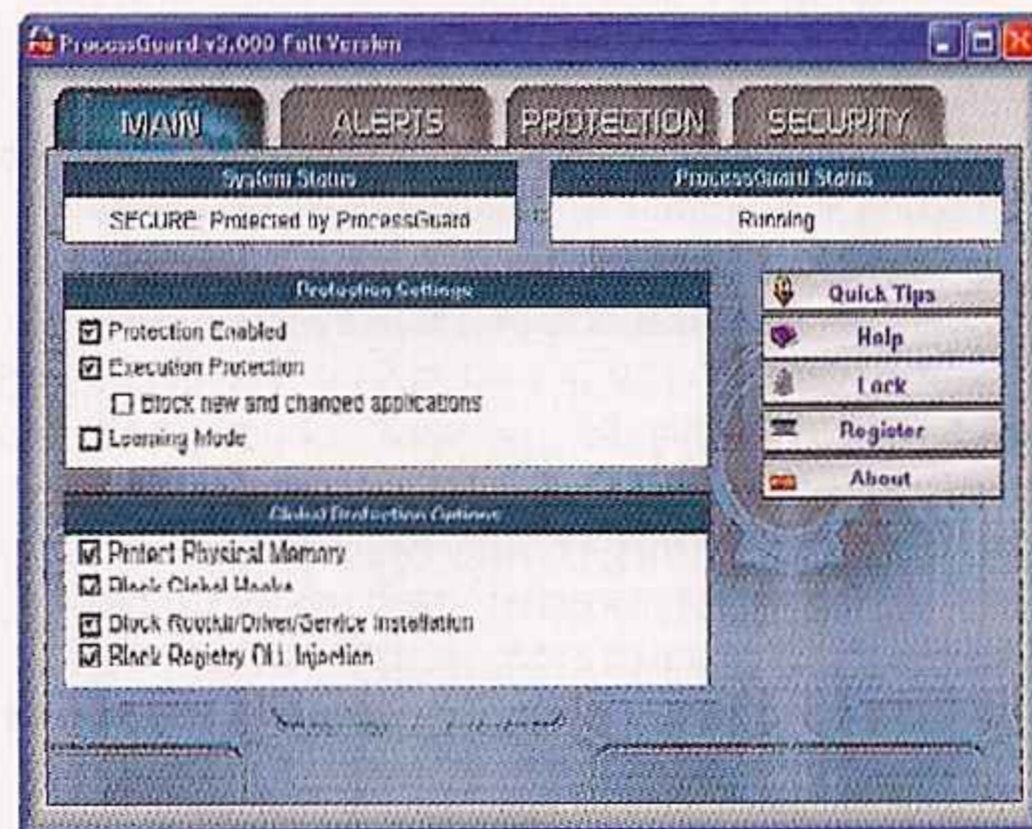 ProcessGuard v3.000 Full Version
MAIN
ALERTS
PROTECTION
SECURITY
System Status
ProcessGuard Status
SECURE: Protected by ProcessGuard
Running
Protection Settings
Protection Enabled
Execution Protection
Block new and changed applications
Learning Mode
Quick Tips
Help
Lock
Register
About
Global Protection Options
Protect Physical Memory
Block Global Hooks
Block Rootkit/Driver/Service Installation
Block Registry DLL Injection